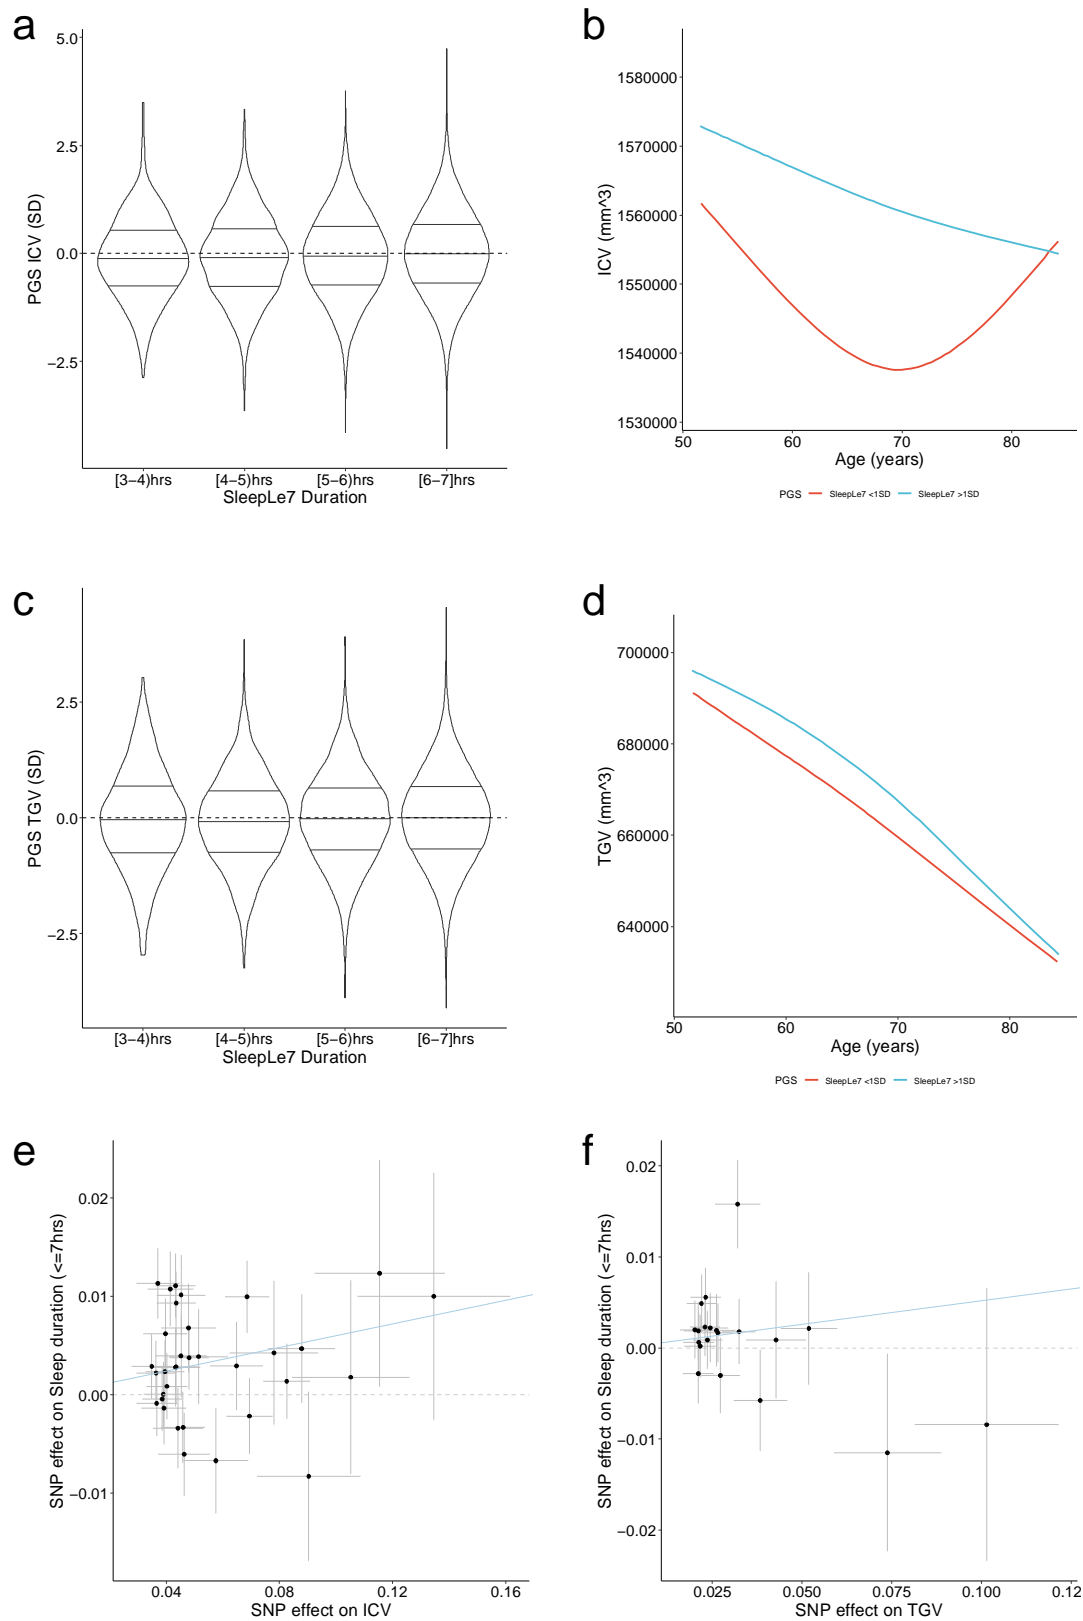 a
5.0
2.5
0.0
−2.5
PGS ICV (SD)
[3−4)hrs [4−5)hrs [5−6)hrs [6−7]hrs
SleepLe7 Duration
b
1580000
1570000
1560000
1550000
1540000
1530000
ICV (mm^3)
50 60 70 80
Age (years)
PGS SleepLe7 <1SD SleepLe7 >1SD
c
2.5
0.0
−2.5
PGS TGV (SD)
[3−4)hrs [4−5)hrs [5−6)hrs [6−7]hrs
SleepLe7 Duration
d
700000
680000
660000
640000
TGV (mm^3)
50 60 70 80
Age (years)
PGS SleepLe7 <1SD SleepLe7 >1SD
e
0.02
0.01
0.00
−0.01
SNP effect on Sleep duration (<=7hrs)
0.04 0.08 0.12 0.16
SNP effect on ICV
f
0.02
0.01
0.00
−0.01
−0.02
SNP effect on Sleep duration (<=7hrs)
0.025 0.050 0.075 0.100 0.12
SNP effect on TGV